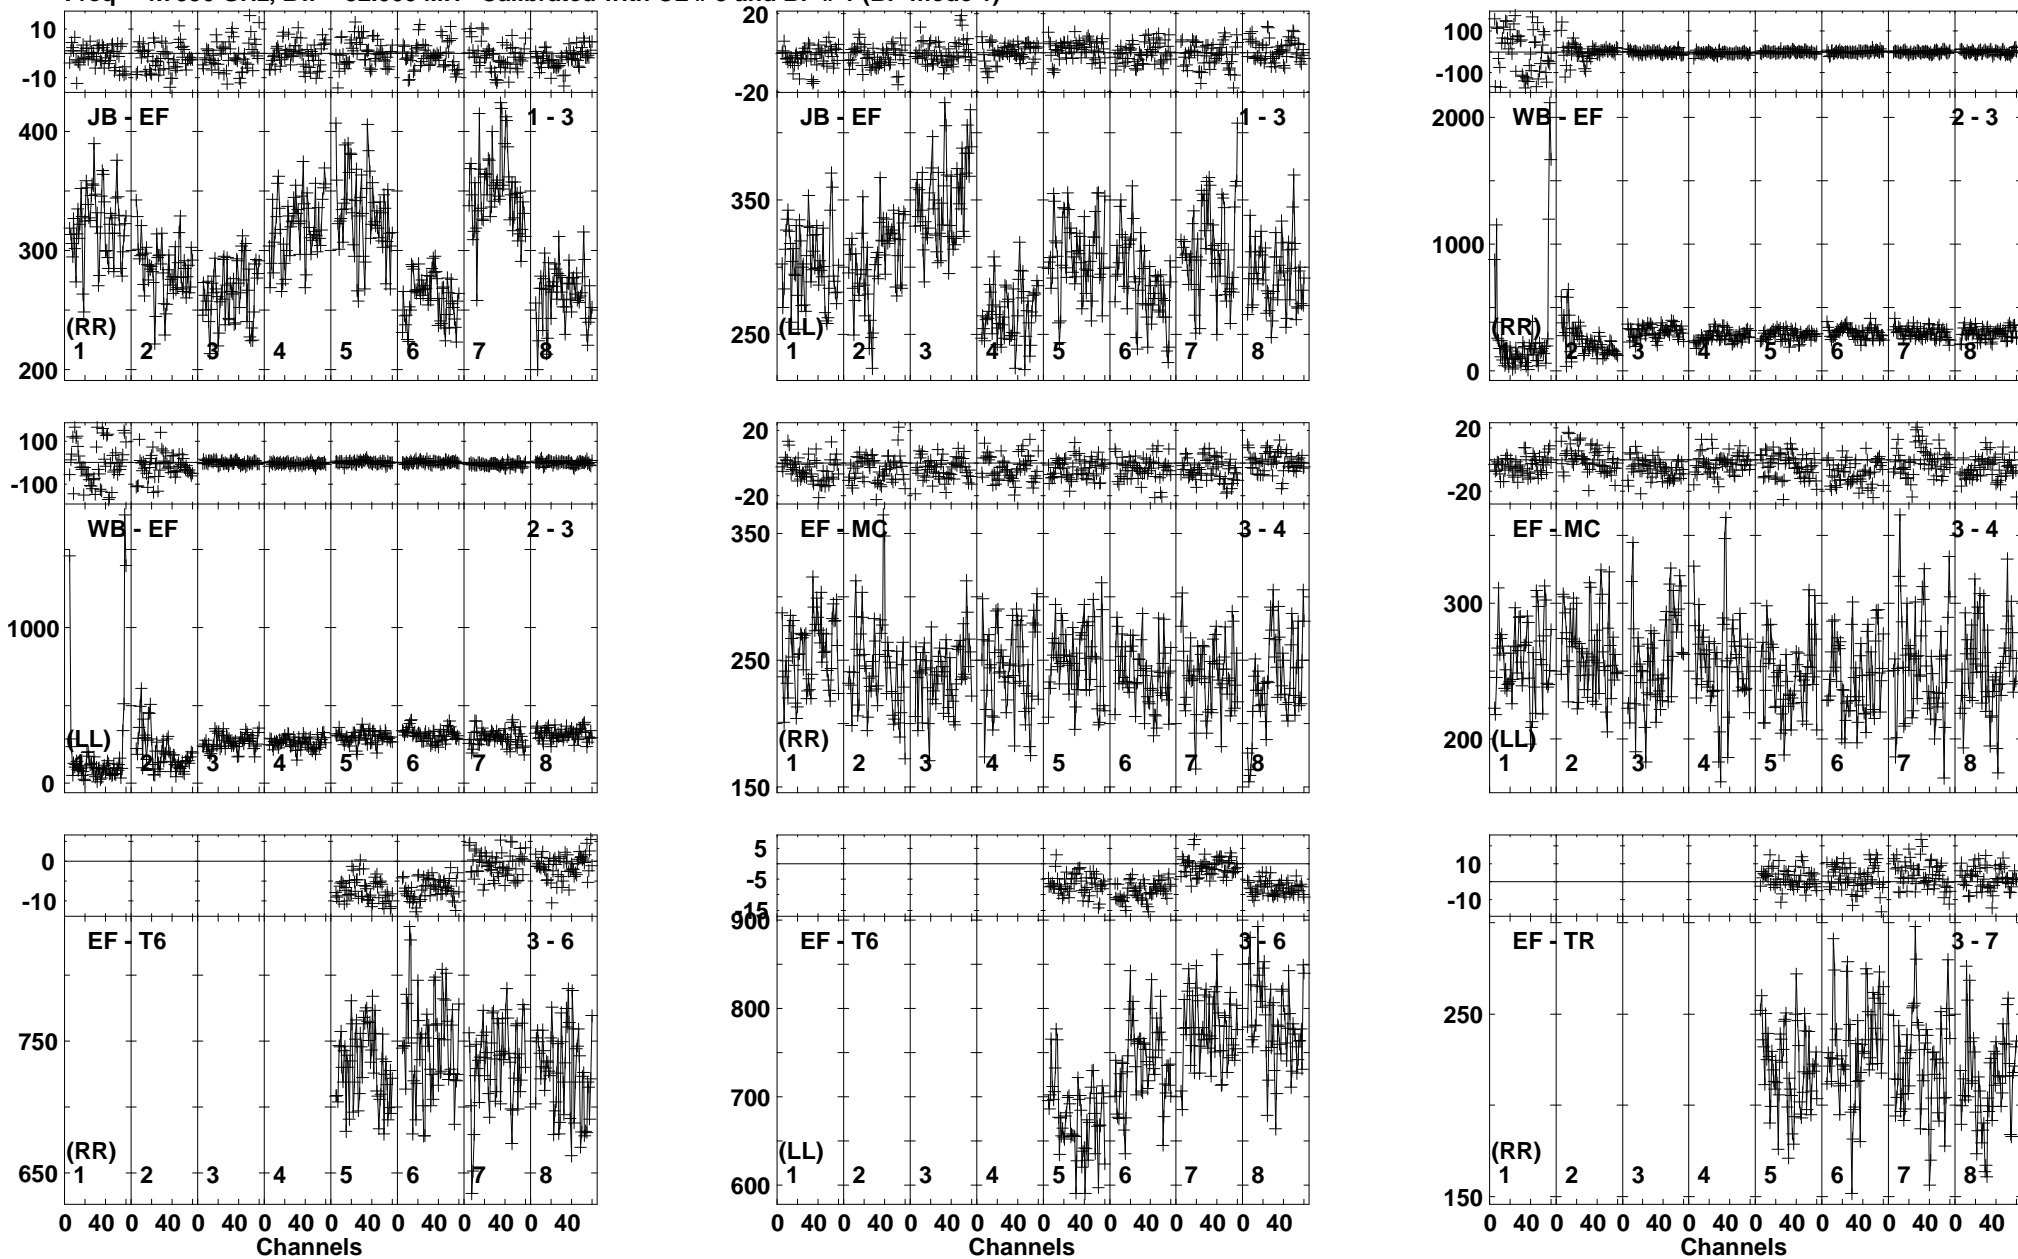 10 -10 JB - EF 1 - 3 400 300 200 (RR) 1 2 3 4 5 6 7 8
20 0 -20 JB - EF 1 - 3 350 250 (LL) 1 2 3 4 5 6 7 8
100 -100 WB - EF 2 - 3 2000 1000 0 (RR) 1 2 3 4 5 6 7 8
100 -100 WB - EF 2 - 3 1000 0 (LL) 1 2 3 4 5 6 7 8
20 -20 EF - MC 3 - 4 350 250 150 (RR) 1 2 3 4 5 6 7 8
20 -20 EF - MC 3 - 4 300 200 (LL) 1 2 3 4 5 6 7 8
0 -10 EF - T6 3 - 6 750 650 (RR) 1 2 3 4 5 6 7 8
5 -5 -15 EF - T6 3 - 6 900 800 700 600 (LL) 1 2 3 4 5 6 7 8
10 -10 EF - TR 3 - 7 250 150 (RR) 1 2 3 4 5 6 7 8
0 40 0 40 0 40 0 40 0 40 0 40 0 40 0 40
Channels
0 40 0 40 0 40 0 40 0 40 0 40 0 40 0 40
Channels
0 40 0 40 0 40 0 40 0 40 0 40 0 40 0 40
Channels